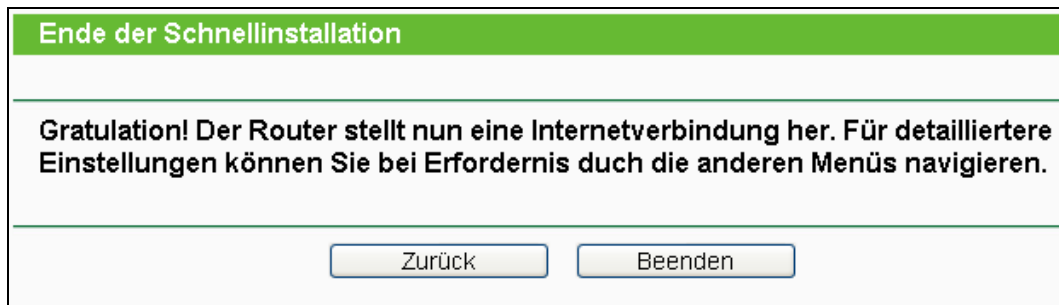 Ende der Schnellinstallation
Gratulation! Der Router stellt nun eine Internetverbindung her. Für detailliertere
Einstellungen können Sie bei Erfordernis duch die anderen Menüs navigieren.
Zurück
Beenden